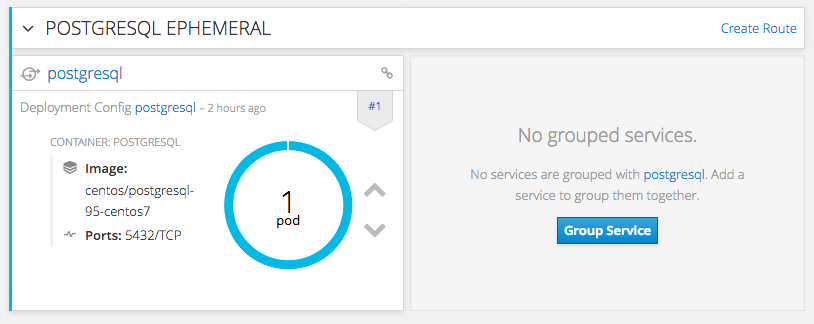 POSTGRESQL EPHEMERAL
Create Route
postgresql
Deployment Config postgresql – 2 hours ago
#1
CONTAINER: POSTGRESQL
Image:
centos/postgresql-
95-centos7
Ports: 5432/TCP
1
pod
No grouped services.
No services are grouped with postgresql. Add a
service to group them together.
Group Service